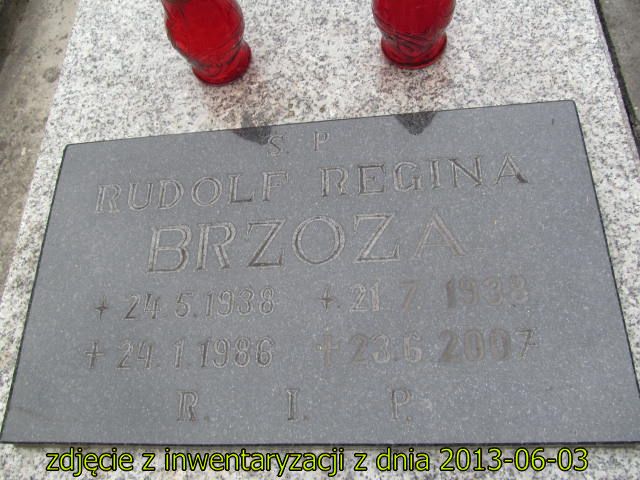 S. P
RUDOLF REGINA
BRZOZA
* 24.5.1938 * 21.7.1938
✝ 24.1.1986 ✝ 23.6.2007
R. I. P.
zdjęcie z inwentaryzacji z dnia 2013-06-03